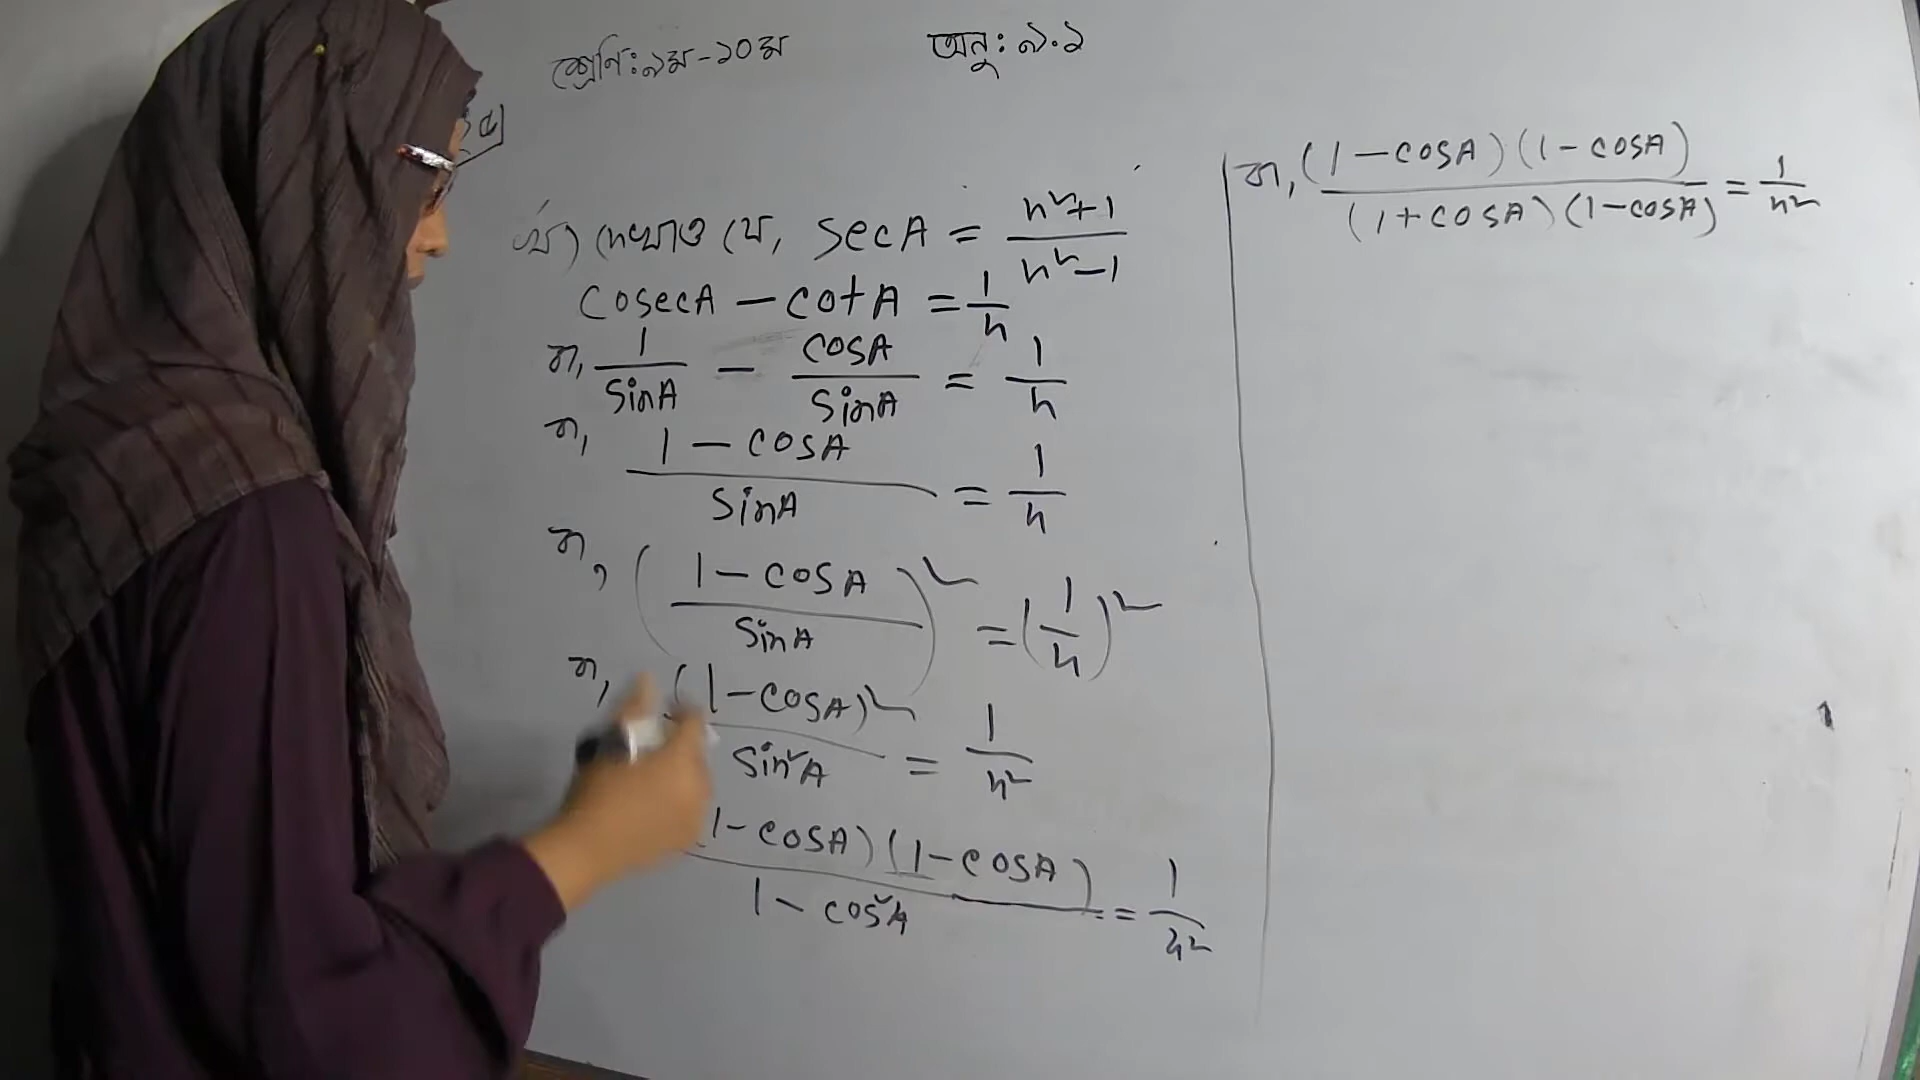 শ্রেণি: ৯ম-১০ম অনু: ৯.১
খ) দেখাও যে, secA = n²+1 / n²-1
cosecA - cotA = 1/n
বা, 1/sinA - cosA/sinA = 1/n
বা, 1 - cosA / sinA = 1/n
বা, (1 - cosA / sinA)² = (1/n)²
বা, (1-cosA)² / sin²A = 1/n²
(1-cosA)(1-cosA) / 1-cos²A = 1/n²
বা, (1-cosA)(1-cosA) / (1+cosA)(1-cosA) = 1/n²